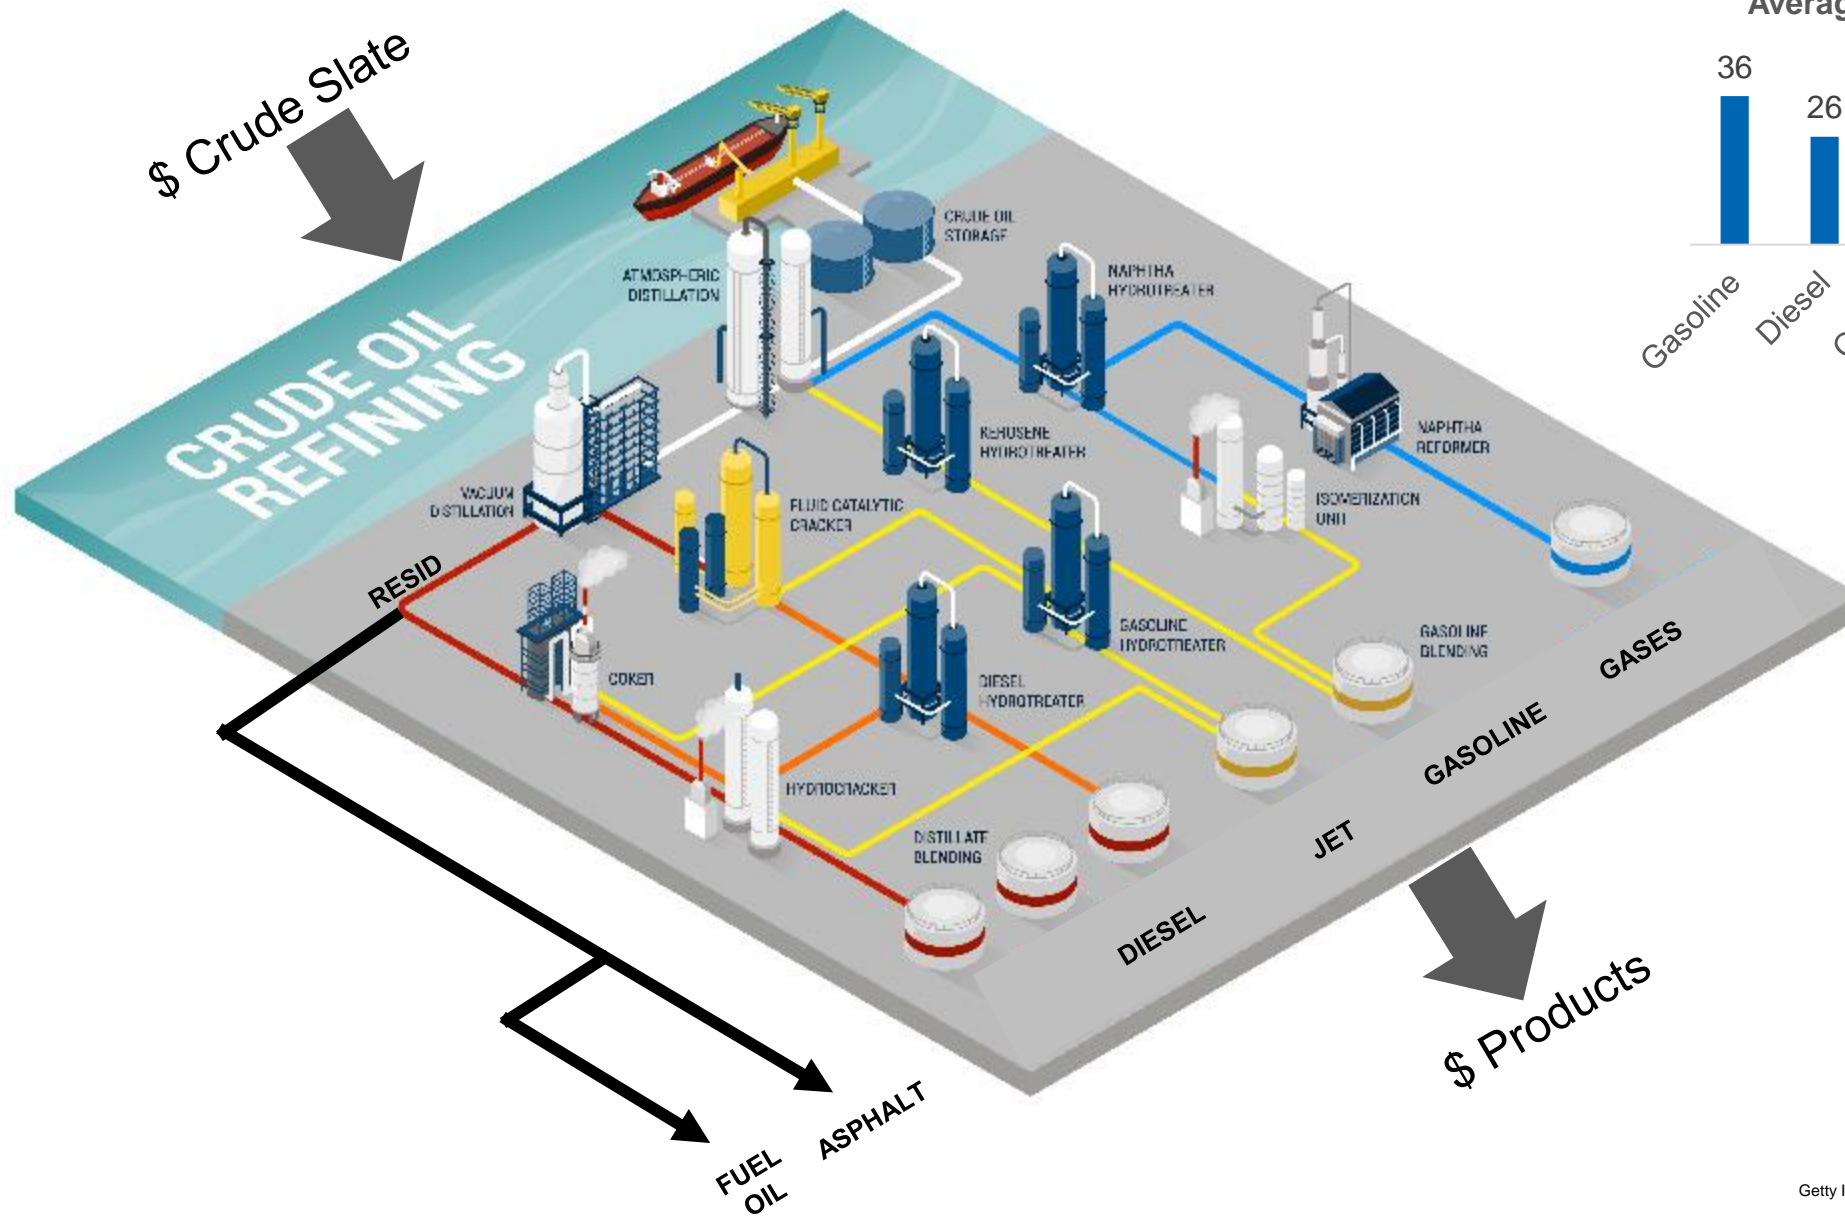 $ Crude Slate
36
26
Gasoline
Diesel
CRUDE OIL
STORAGE
ATMOSPHERIC
DISTILLATION
NAPHTHA
HYDROTREATER
CRUDE OIL
REFINING
KEROSENE
HYDROTREATER
NAPHTHA
REFORMER
VACUUM
DISTILLATION
FLUID CATALYTIC
CRACKER
ISOMERIZATION
UNIT
RESID
GASOLINE
HYDROTREATER
GASOLINE
BLENDING
GASES
COKER
DIESEL
HYDROTREATER
GASOLINE
HYDROCRACKER
DISTILLATE
BLENDING
JET
DIESEL
$ Products
ASPHALT
FUEL
OIL
Getty